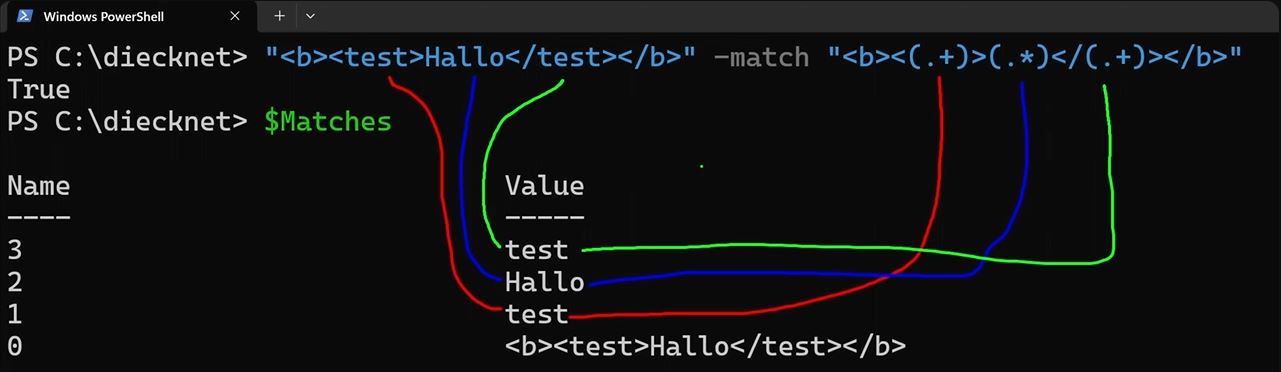 Windows PowerShell
PS C:\diecknet> "<b><test>Hallo</test></b>" -match "<b><(.+)>(.*)</(.+)></b>"
True
PS C:\diecknet> $Matches
Name Value
---- -----
3 test
2 Hallo
1 test
0 <b><test>Hallo</test></b>